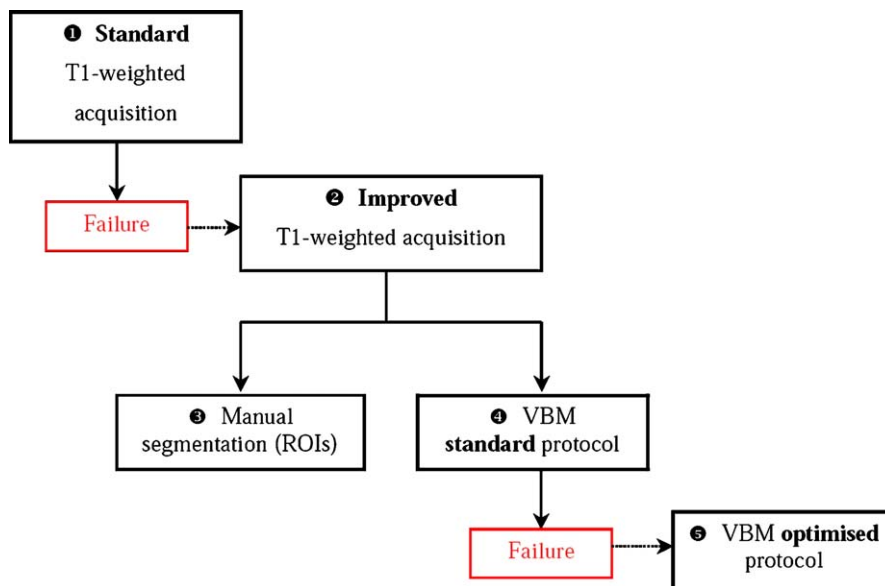 ❶ Standard
T1-weighted
acquisition
Failure
❷ Improved
T1-weighted acquisition
❸ Manual
segmentation (ROIs)
❹ VBM
standard protocol
Failure
❺ VBM optimised
protocol